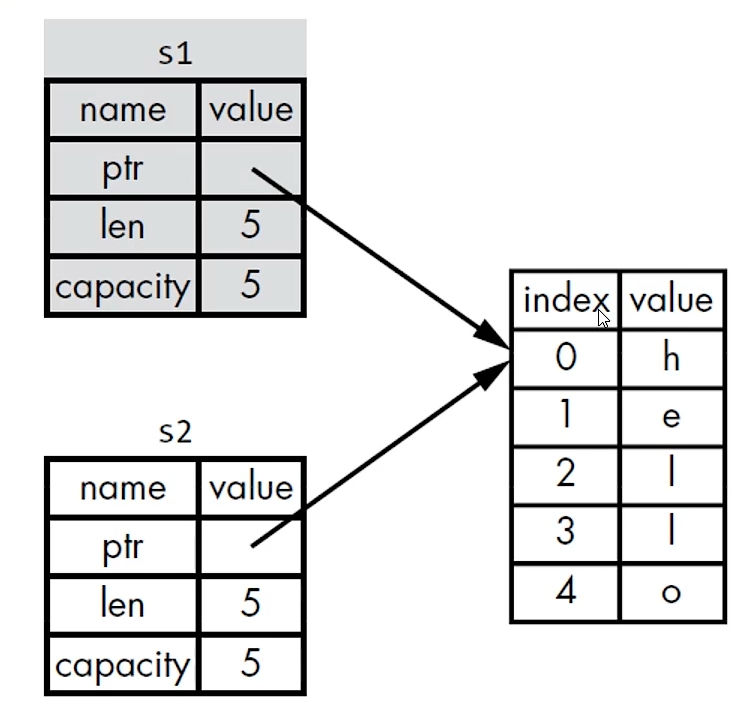 s1
name value
ptr
len 5
capacity 5
s2
name value
ptr
len 5
capacity 5
index value
0 h
1 e
2 l
3 l
4 o